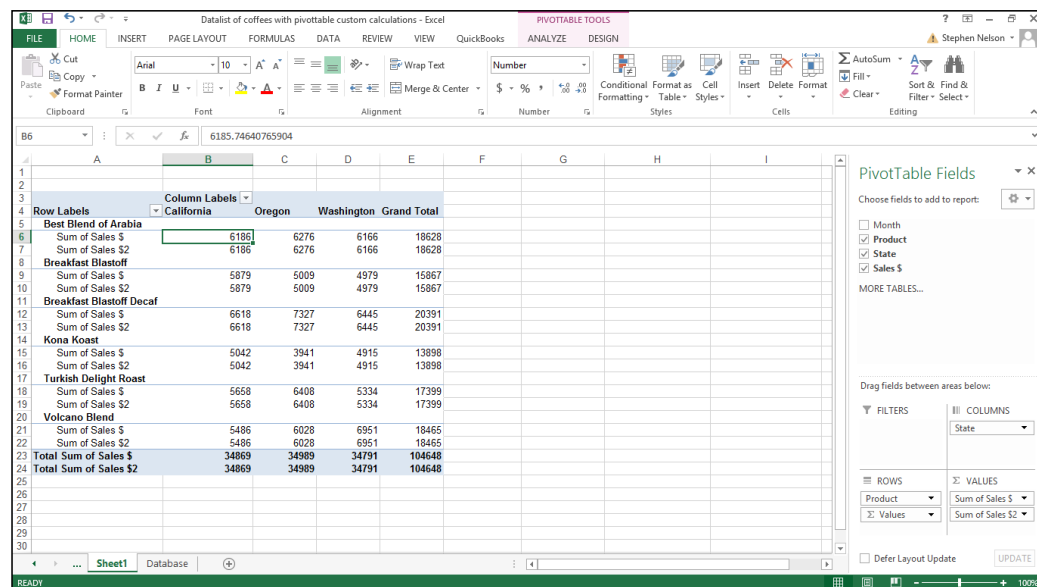 Datalist of coffees with pivottable custom calculations - Excel
PIVOTTABLE TOOLS
FILE HOME INSERT PAGE LAYOUT FORMULAS DATA REVIEW VIEW QuickBooks ANALYZE DESIGN
Stephen Nelson
Paste
Cut
Copy
Format Painter
Clipboard
Arial 10
B I U
Font
Wrap Text
Merge & Center
Alignment
Number
$ % ,
Number
Conditional Formatting
Format as Table
Cell Styles
Styles
Insert Delete Format
Cells
AutoSum
Fill
Clear
Sort & Filter
Find & Select
Editing
B6 fx 6185.74640765904
A B C D E F G H I
1
2
3 Column Labels
4 Row Labels California Oregon Washington Grand Total
5 Best Blend of Arabia
6 Sum of Sales $ 6186 6276 6166 18628
7 Sum of Sales $2 6186 6276 6166 18628
8 Breakfast Blastoff
9 Sum of Sales $ 5879 5009 4979 15867
10 Sum of Sales $2 5879 5009 4979 15867
11 Breakfast Blastoff Decaf
12 Sum of Sales $ 6618 7327 6445 20391
13 Sum of Sales $2 6618 7327 6445 20391
14 Kona Koast
15 Sum of Sales $ 5042 3941 4915 13898
16 Sum of Sales $2 5042 3941 4915 13898
17 Turkish Delight Roast
18 Sum of Sales $ 5658 6408 5334 17399
19 Sum of Sales $2 5658 6408 5334 17399
20 Volcano Blend
21 Sum of Sales $ 5486 6028 6951 18465
22 Sum of Sales $2 5486 6028 6951 18465
23 Total Sum of Sales $ 34869 34989 34791 104648
24 Total Sum of Sales $2 34869 34989 34791 104648
25
26
27
28
29
30
PivotTable Fields
Choose fields to add to report:
Month
Product
State
Sales $
MORE TABLES...
Drag fields between areas below:
FILTERS
COLUMNS
State
ROWS
Product
Σ Values
Σ VALUES
Sum of Sales $
Sum of Sales $2
Defer Layout Update UPDATE
... Sheet1 Database
READY 100%